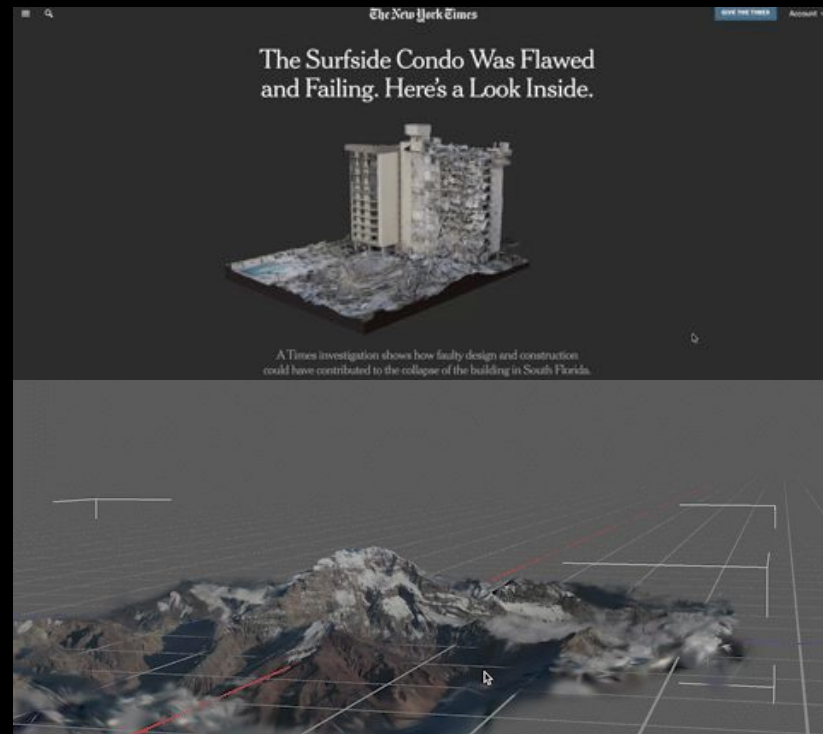 The New York Times
GIVE THE TIMES
Account
The Surfside Condo Was Flawed
and Failing. Here's a Look Inside.
A Times investigation shows how faulty design and construction
could have contributed to the collapse of the building in South Florida.